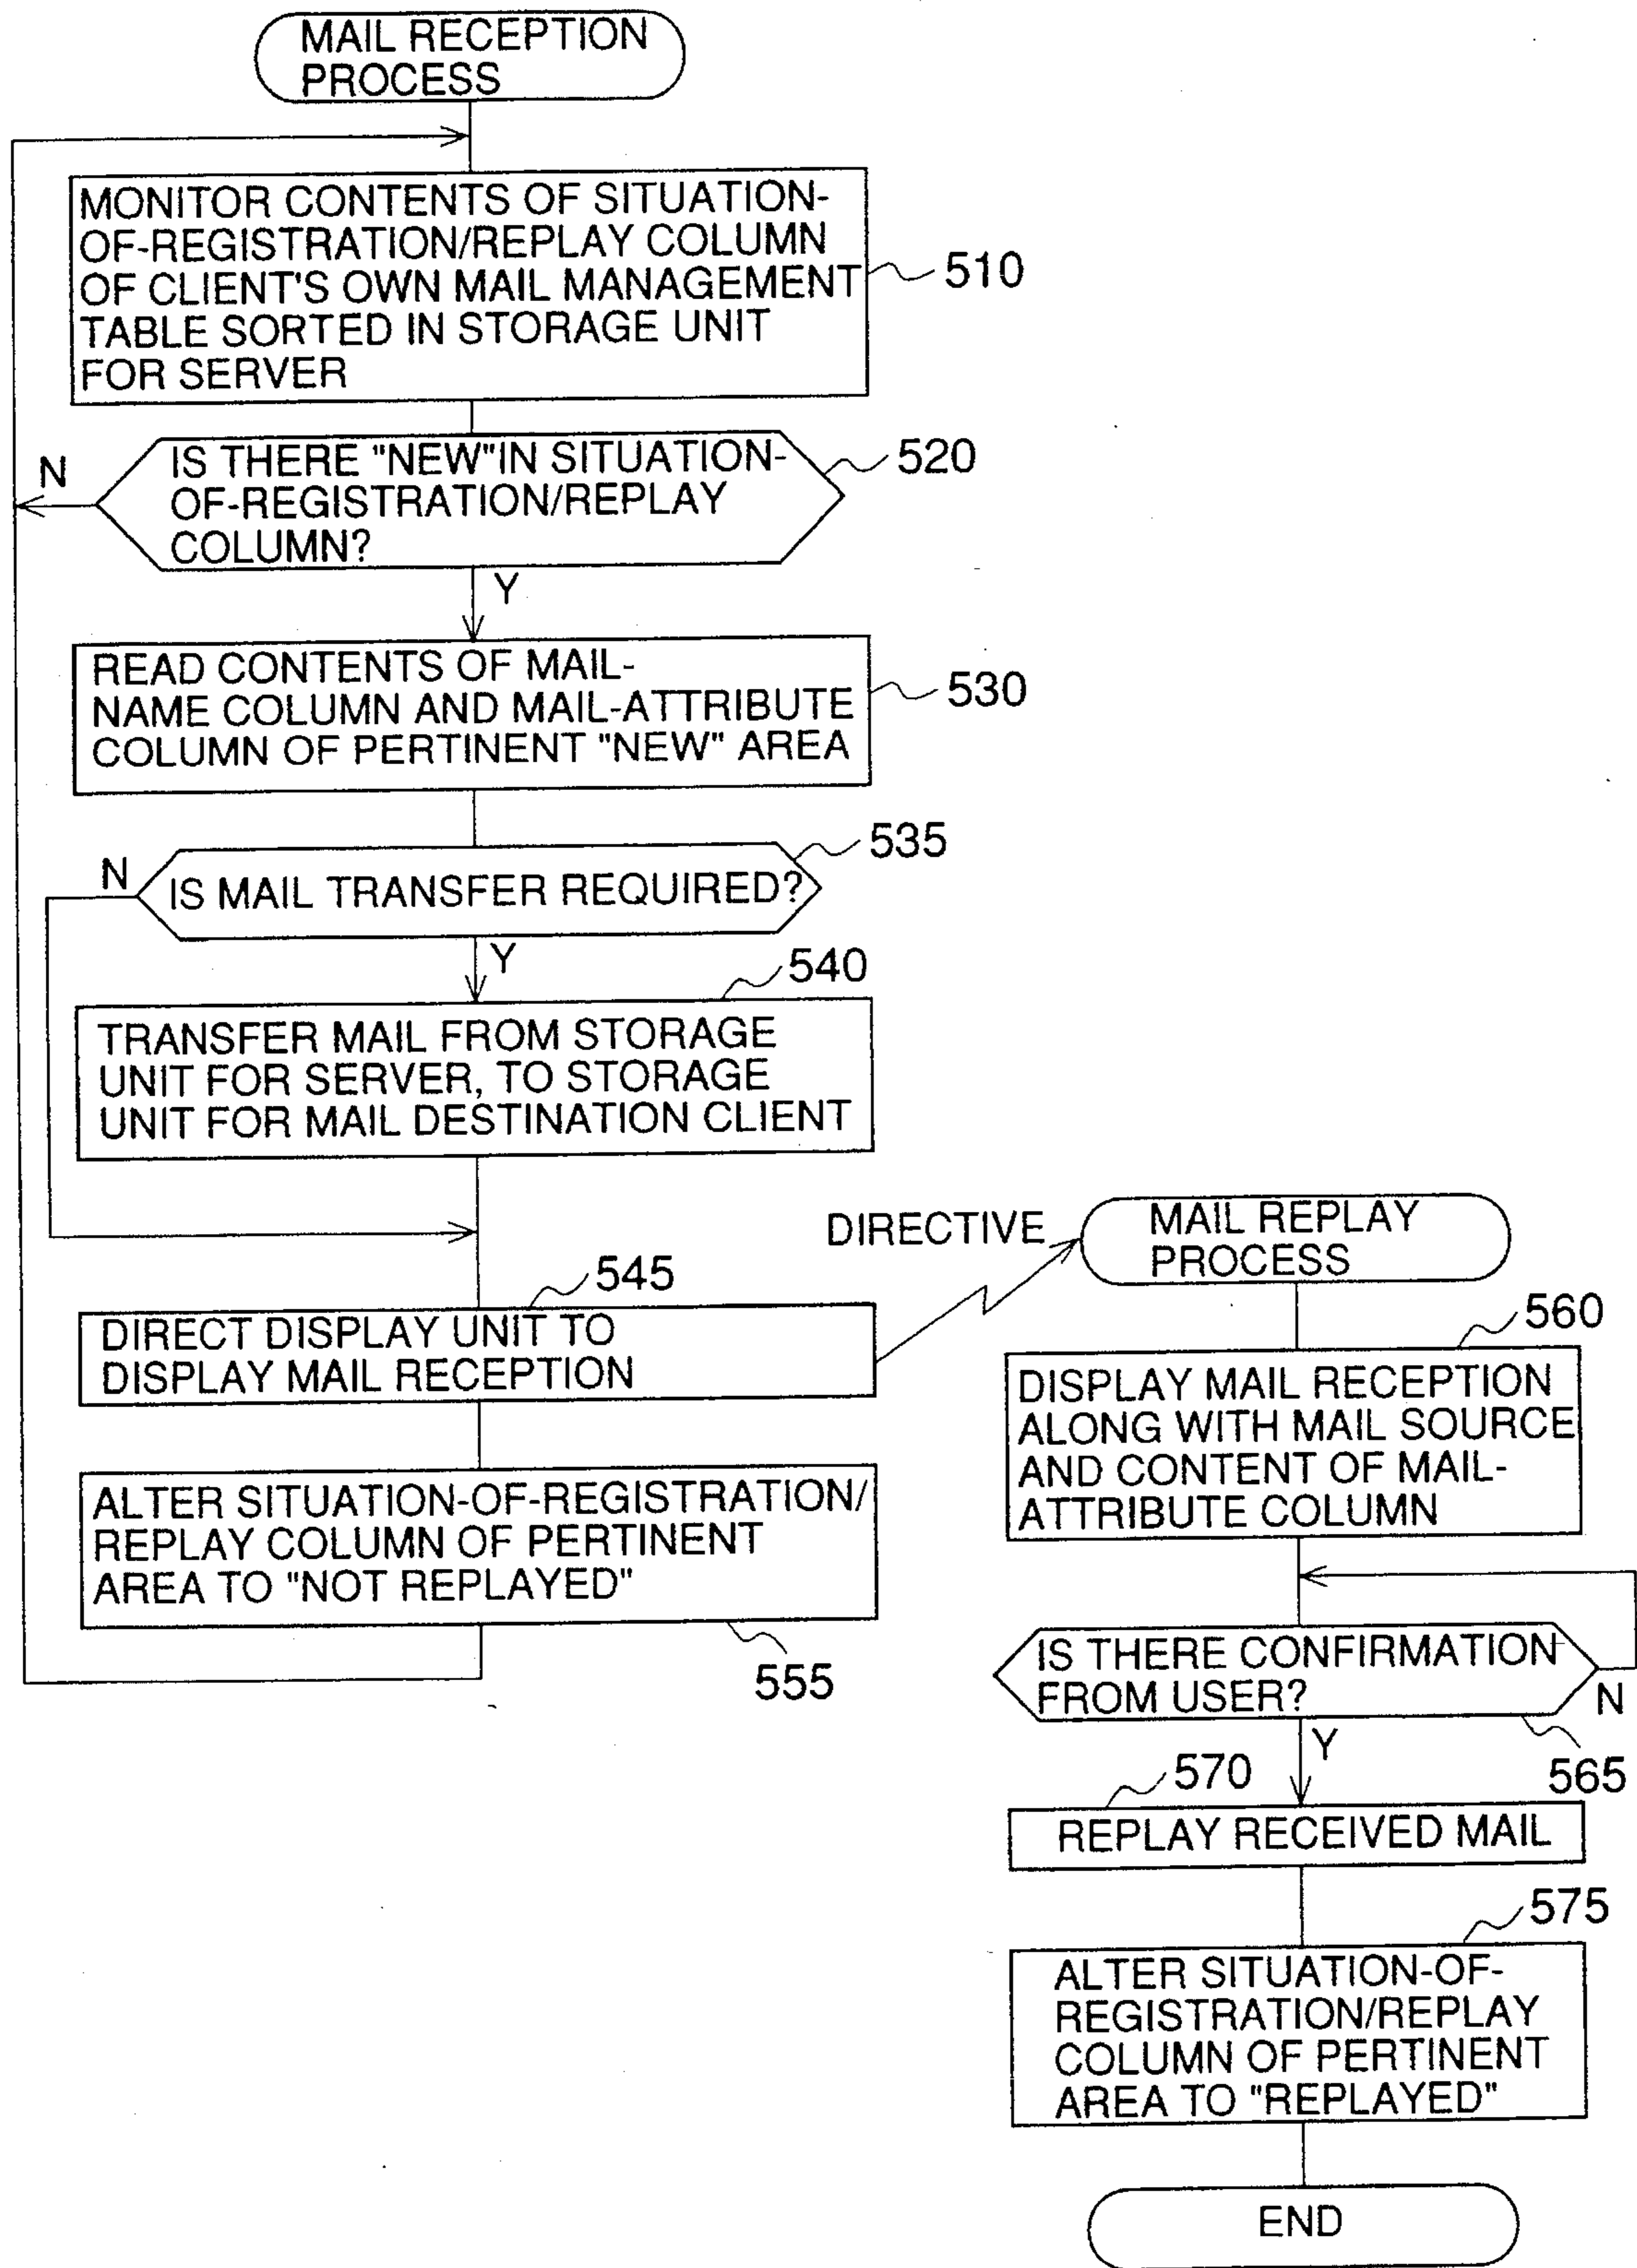 MAIL RECEPTION
PROCESS
MONITOR CONTENTS OF SITUATION-
OF-REGISTRATION/REPLAY COLUMN
OF CLIENT'S OWN MAIL MANAGEMENT
TABLE SORTED IN STORAGE UNIT
FOR SERVER
510
N
IS THERE "NEW"IN SITUATION-
OF-REGISTRATION/REPLAY
COLUMN?
520
Y
READ CONTENTS OF MAIL-
NAME COLUMN AND MAIL-ATTRIBUTE
COLUMN OF PERTINENT "NEW" AREA
530
535
N
IS MAIL TRANSFER REQUIRED?
Y
540
TRANSFER MAIL FROM STORAGE
UNIT FOR SERVER, TO STORAGE
UNIT FOR MAIL DESTINATION CLIENT
545
DIRECT DISPLAY UNIT TO
DISPLAY MAIL RECEPTION
DIRECTIVE
ALTER SITUATION-OF-REGISTRATION/
REPLAY COLUMN OF PERTINENT
AREA TO "NOT REPLAYED"
555
MAIL REPLAY
PROCESS
560
DISPLAY MAIL RECEPTION
ALONG WITH MAIL SOURCE
AND CONTENT OF MAIL-
ATTRIBUTE COLUMN
IS THERE CONFIRMATION
FROM USER?
N
565
Y
570
REPLAY RECEIVED MAIL
575
ALTER SITUATION-OF-
REGISTRATION/REPLAY
COLUMN OF PERTINENT
AREA TO "REPLAYED"
END